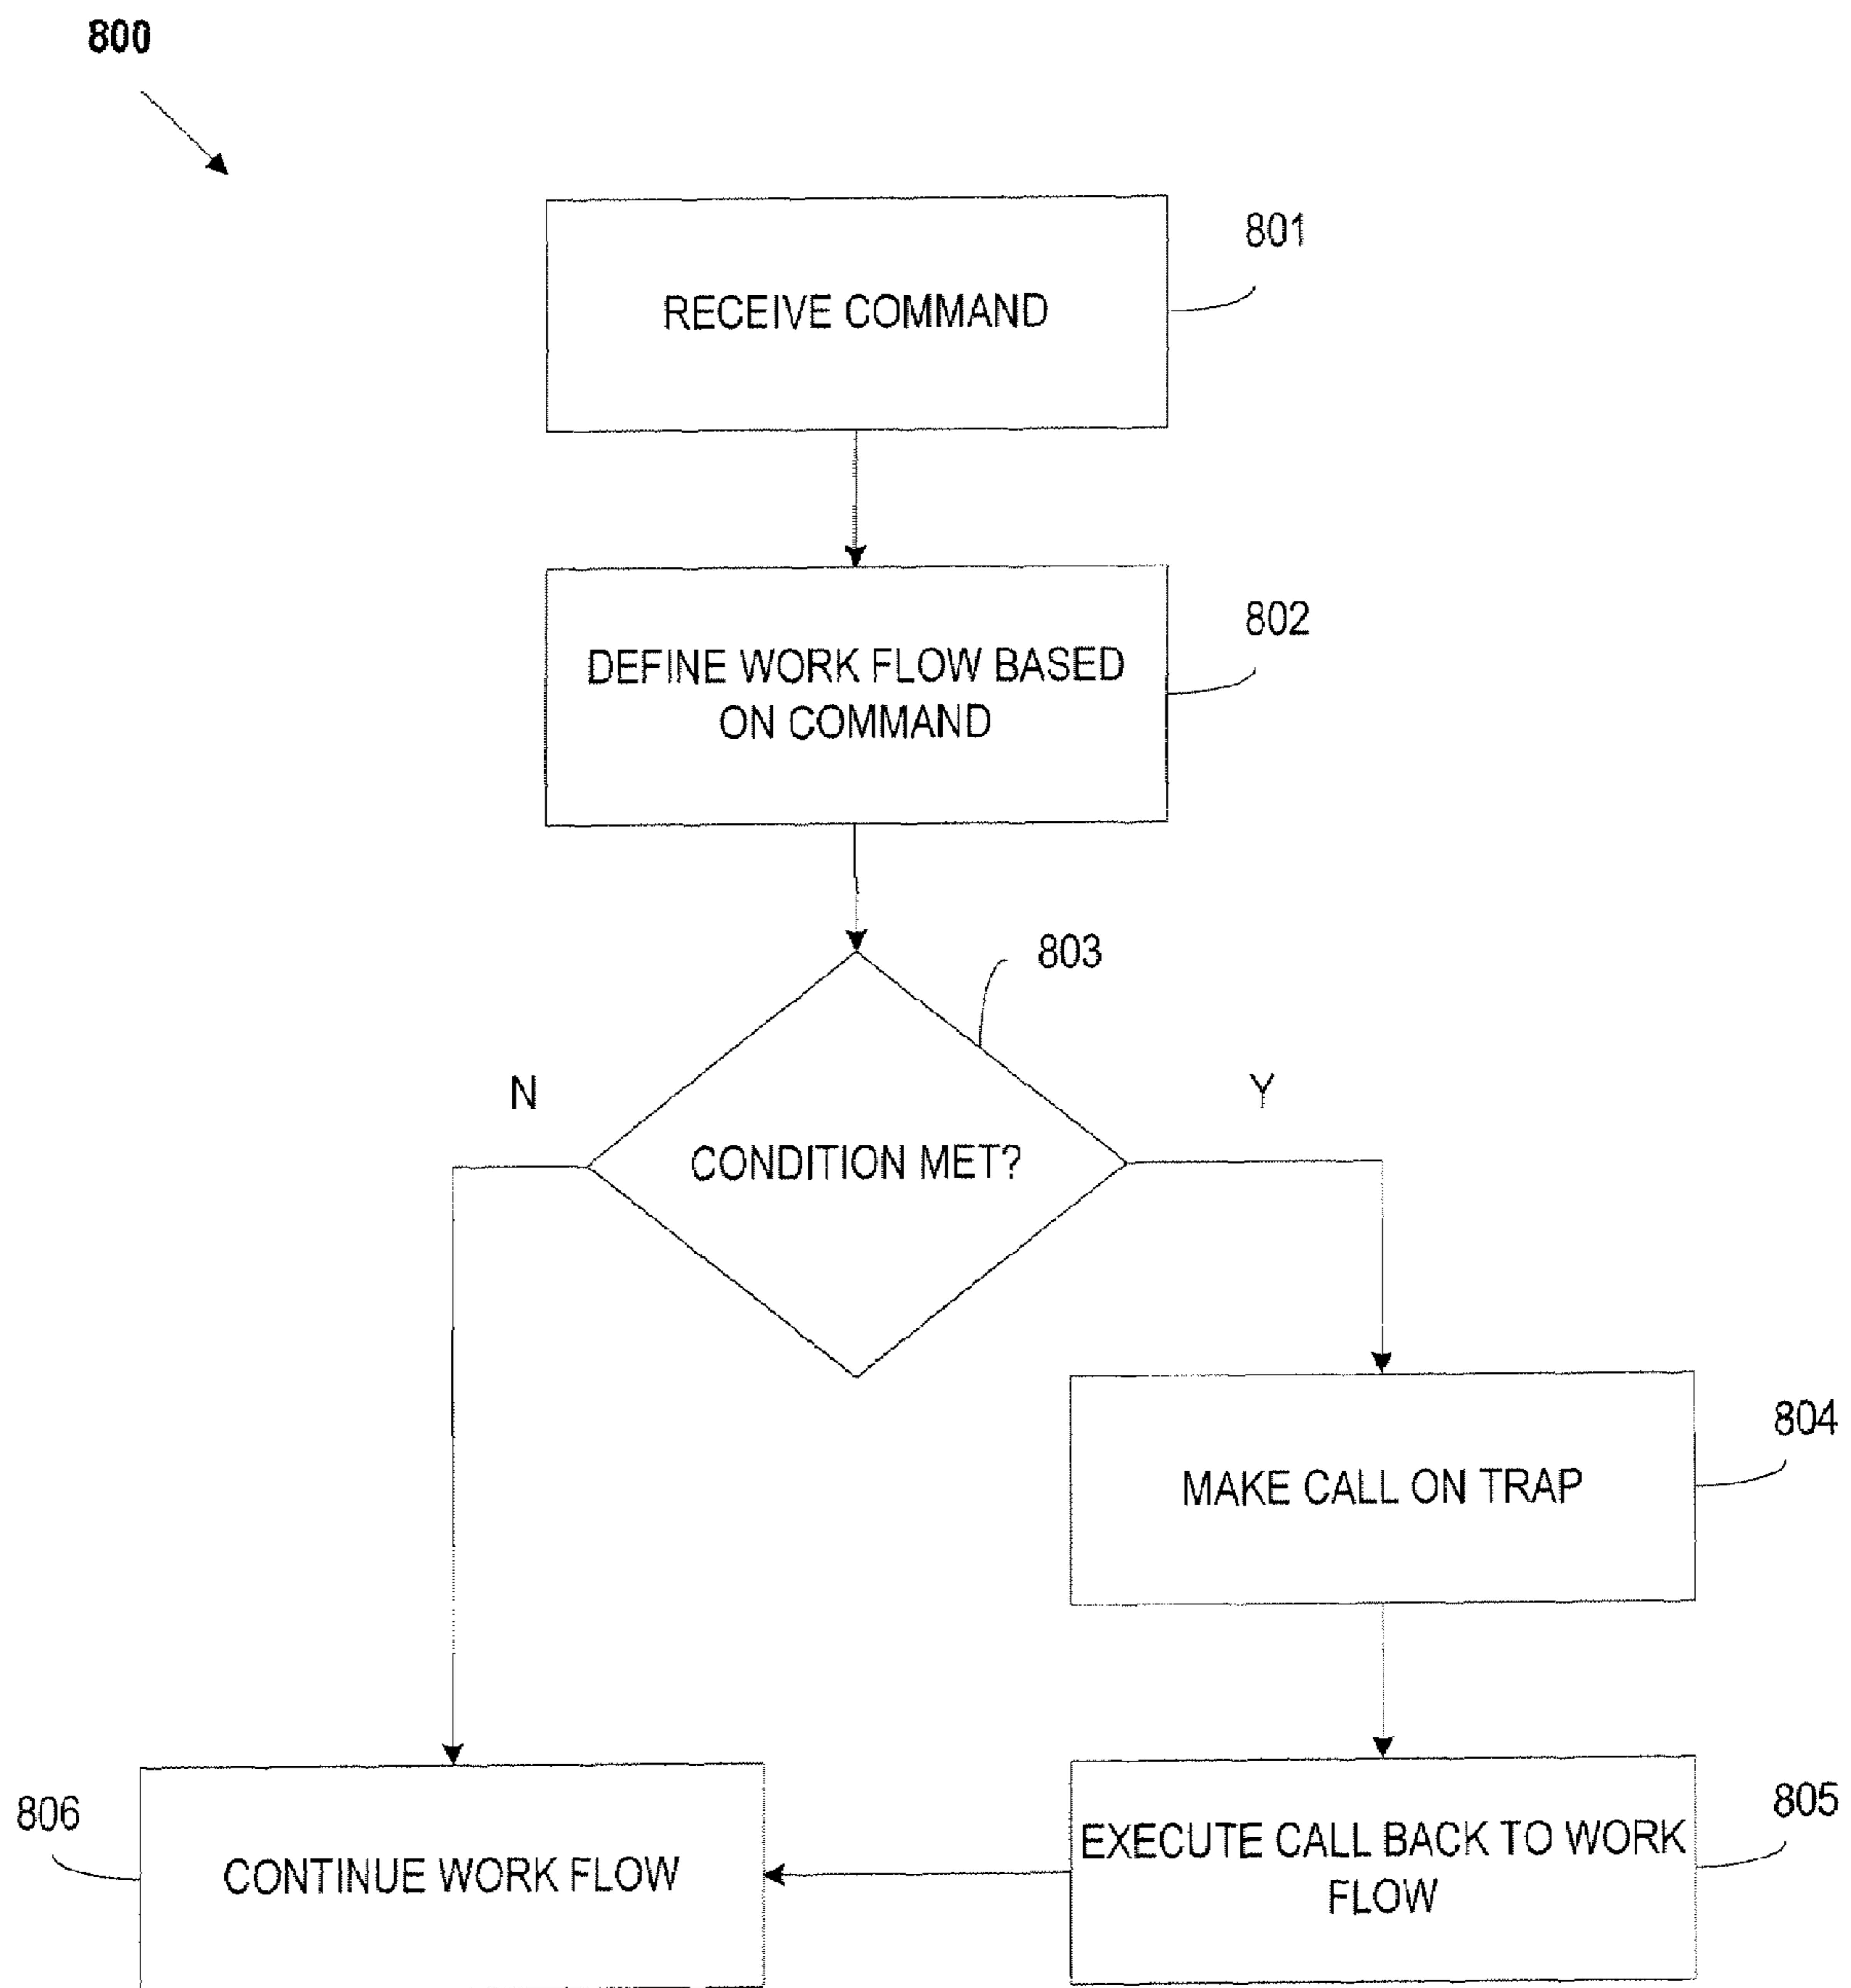 800
801
RECEIVE COMMAND
802
DEFINE WORK FLOW BASED
ON COMMAND
803
N
Y
CONDITION MET?
804
MAKE CALL ON TRAP
806
805
EXECUTE CALL BACK TO WORK
FLOW
CONTINUE WORK FLOW